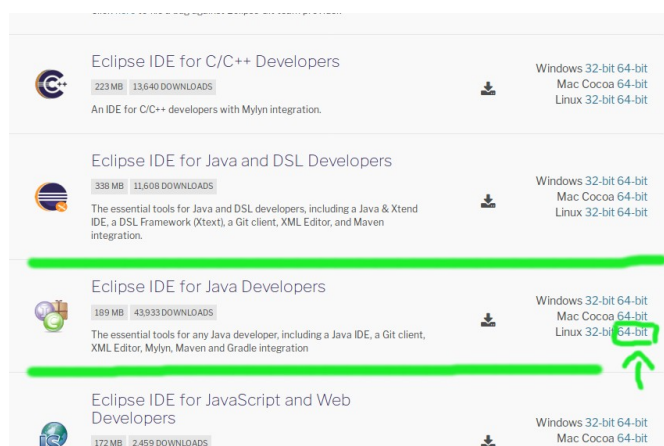 Eclipse IDE for C/C++ Developers
223 MB 13,640 DOWNLOADS
An IDE for C/C++ developers with Mylyn integration.
Windows 32-bit 64-bit
Mac Cocoa 64-bit
Linux 32-bit 64-bit
Eclipse IDE for Java and DSL Developers
338 MB 11,608 DOWNLOADS
The essential tools for Java and DSL developers, including a Java & Xtend
IDE, a DSL Framework (Xtext), a Git client, XML Editor, and Maven
integration.
Windows 32-bit 64-bit
Mac Cocoa 64-bit
Linux 32-bit 64-bit
Eclipse IDE for Java Developers
189 MB 43,933 DOWNLOADS
The essential tools for any Java developer, including a Java IDE, a Git client,
XML Editor, Mylyn, Maven and Gradle integration
Windows 32-bit 64-bit
Mac Cocoa 64-bit
Linux 32-bit 64-bit
Eclipse IDE for JavaScript and Web
Developers
172 MB 2,459 DOWNLOADS
Windows 32-bit 64-bit
Mac Cocoa 64-bit